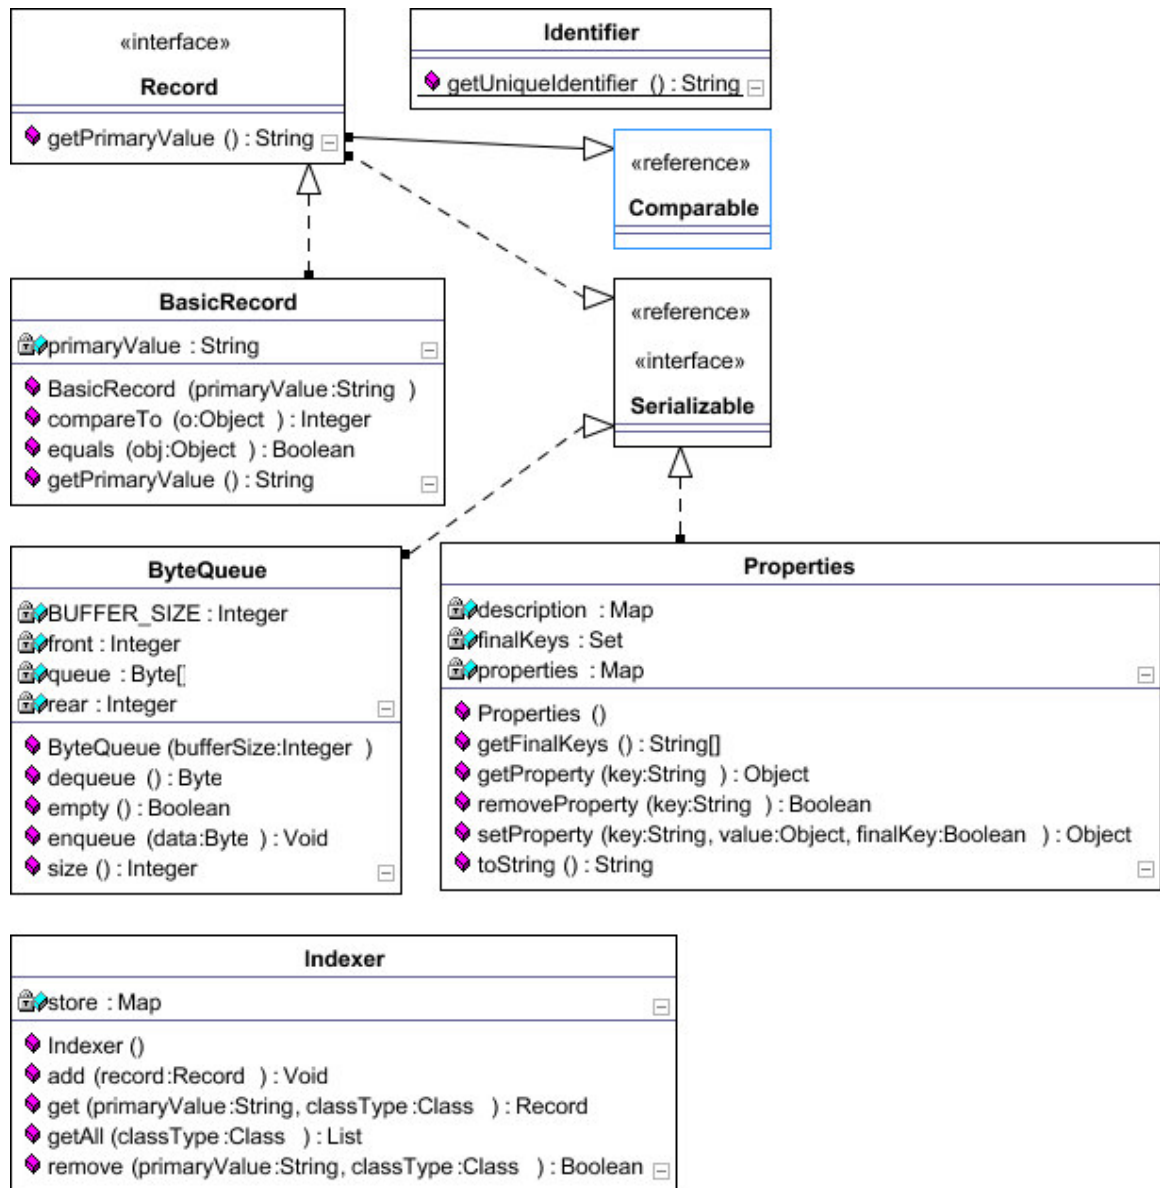 «interface»
Record
getPrimaryValue () : String
Identifier
getUniqueIdentifier () : String
«reference»
Comparable
BasicRecord
primaryValue : String
BasicRecord (primaryValue:String )
compareTo (o:Object ) : Integer
equals (obj:Object ) : Boolean
getPrimaryValue () : String
«reference»
«interface»
Serializable
ByteQueue
BUFFER_SIZE : Integer
front : Integer
queue : Byte[]
rear : Integer
ByteQueue (bufferSize:Integer )
dequeue () : Byte
empty () : Boolean
enqueue (data:Byte ) : Void
size () : Integer
Properties
description : Map
finalKeys : Set
properties : Map
Properties ()
getFinalKeys () : String[]
getProperty (key:String ) : Object
removeProperty (key:String ) : Boolean
setProperty (key:String, value:Object, finalKey:Boolean ) : Object
toString () : String
Indexer
store : Map
Indexer ()
add (record:Record ) : Void
get (primaryValue:String, classType:Class ) : Record
getAll (classType:Class ) : List
remove (primaryValue:String, classType:Class ) : Boolean